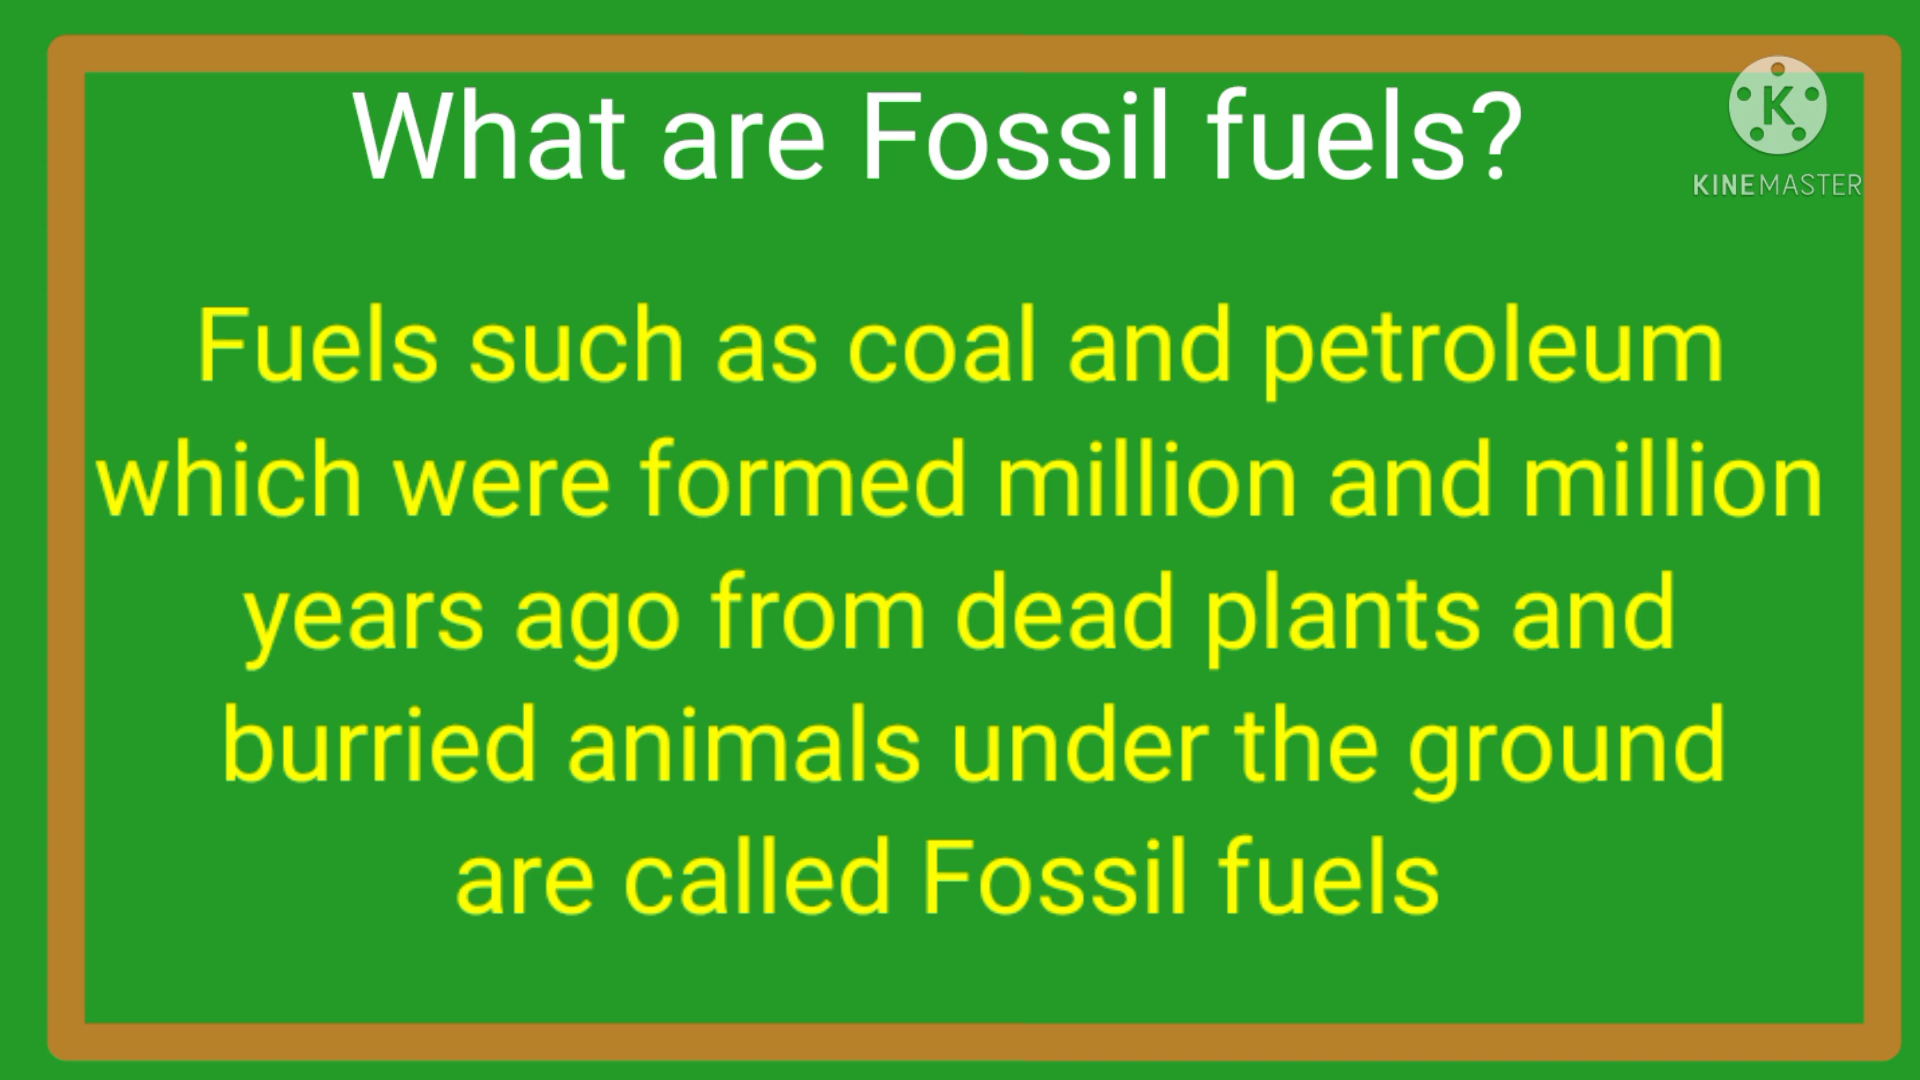 What are Fossil fuels?
K
KINEMASTER
Fuels such as coal and petroleum
which were formed million and million
years ago from dead plants and
burried animals under the ground
are called Fossil fuels